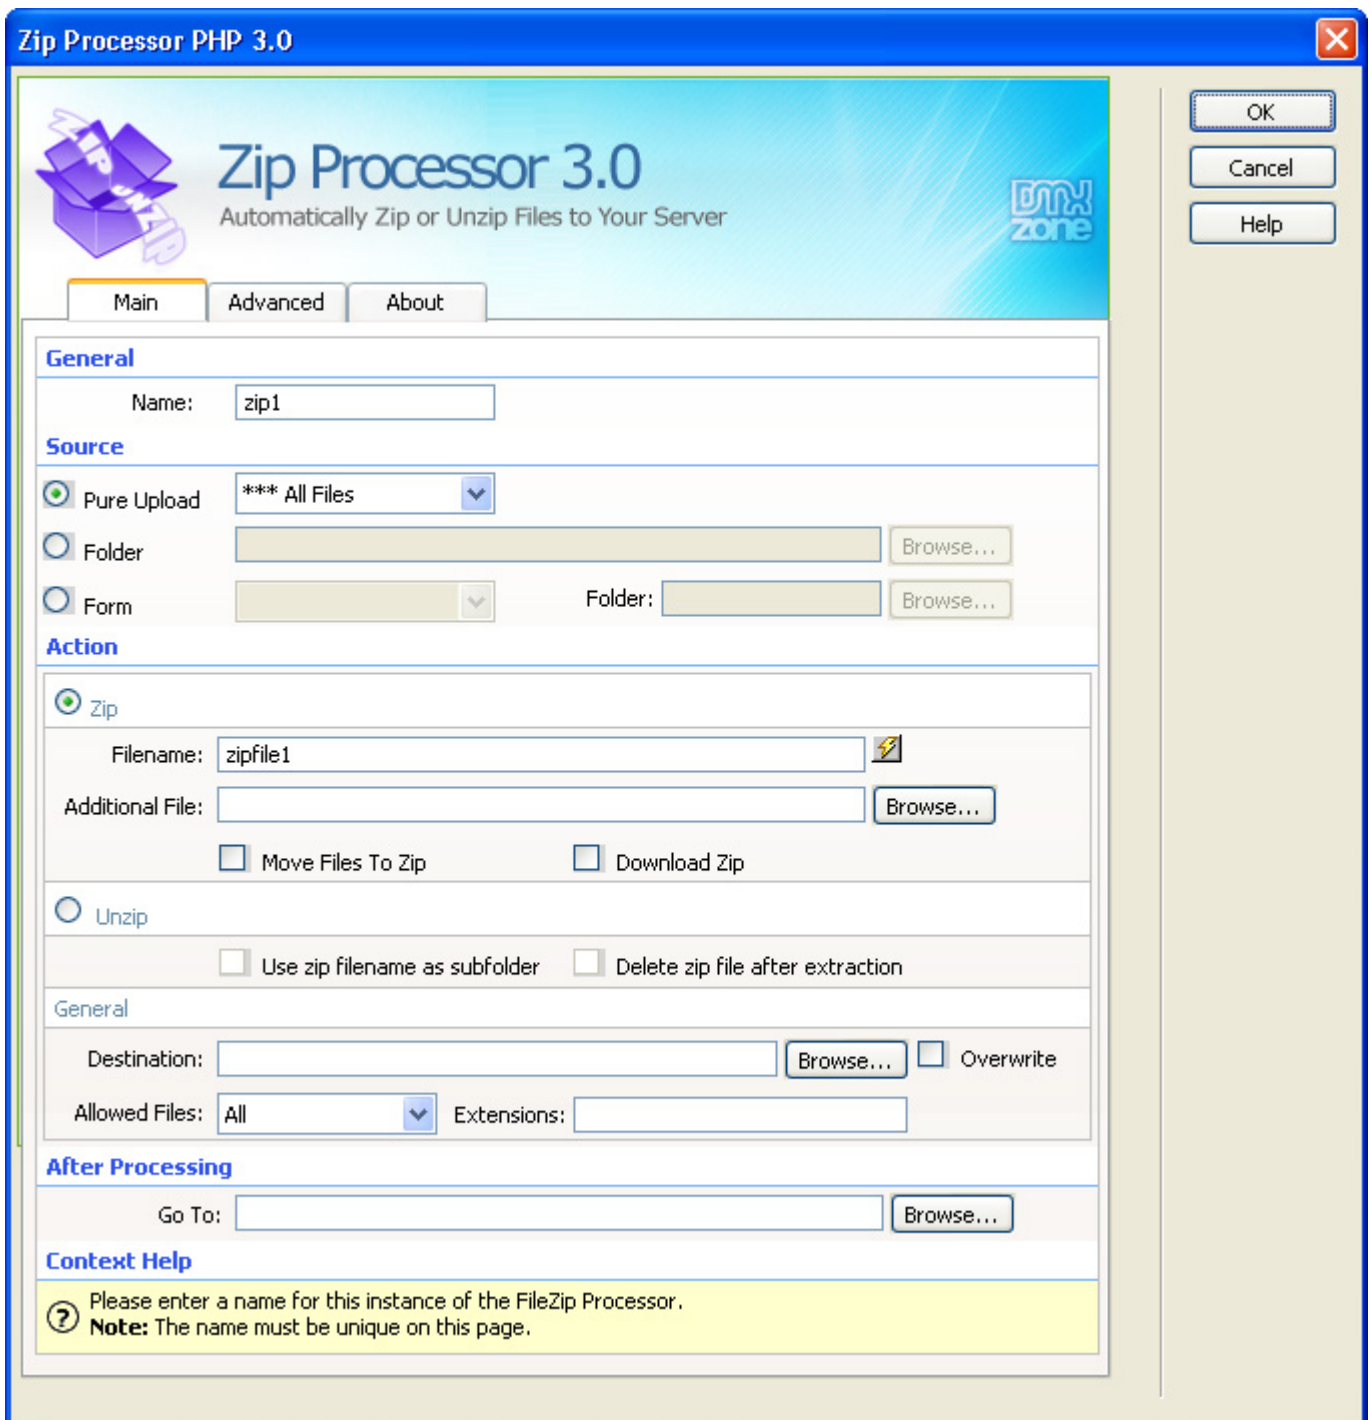 Zip Processor PHP 3.0
OK
Cancel
Help
ZIP UNZIP
Zip Processor 3.0
Automatically Zip or Unzip Files to Your Server
DMX
zone
Main Advanced About
General
Name: zip1
Source
Pure Upload *** All Files
Folder Browse...
Form Folder: Browse...
Action
Zip
Filename: zipfile1
Additional File: Browse...
Move Files To Zip Download Zip
Unzip
Use zip filename as subfolder Delete zip file after extraction
General
Destination: Browse... Overwrite
Allowed Files: All Extensions:
After Processing
Go To: Browse...
Context Help
Please enter a name for this instance of the FileZip Processor.
Note: The name must be unique on this page.